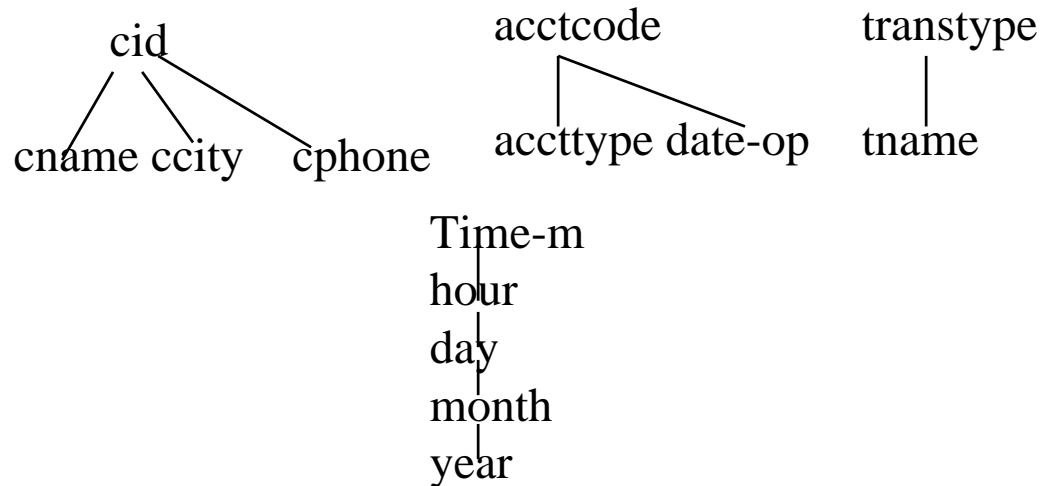 cid
acctcode
transtype
cname ccity cphone
accttype date-op
tname
Time-m
hour
day
month
year